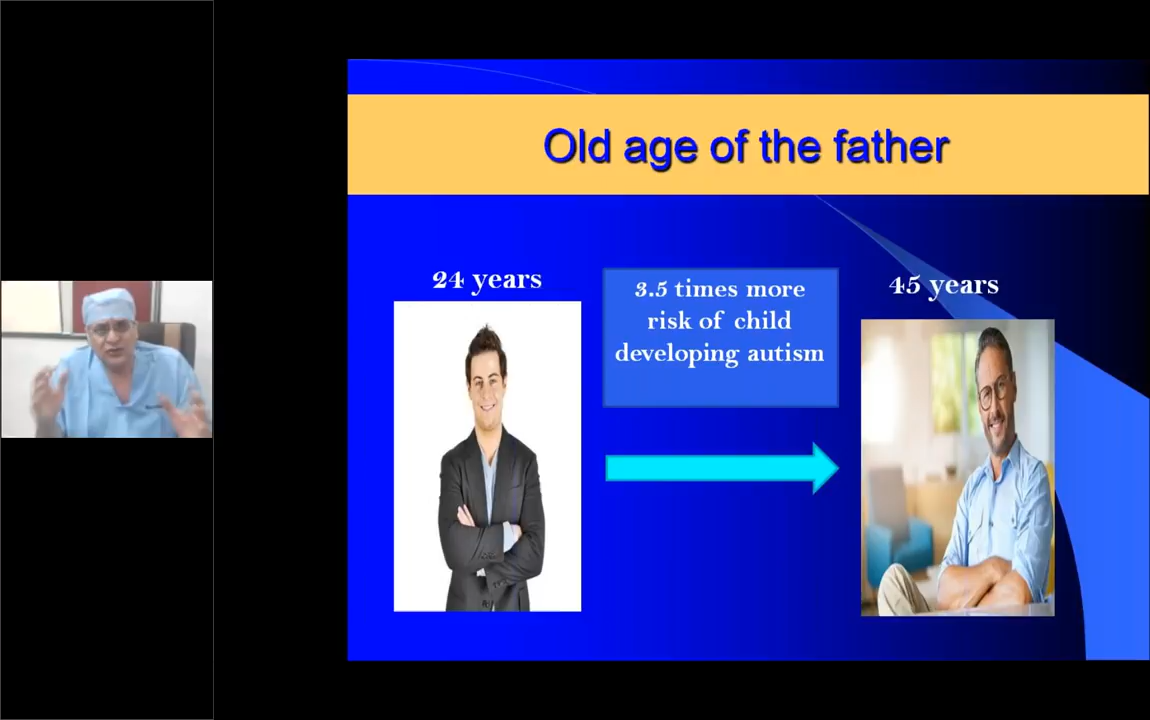 Old age of the father
24 years
3.5 times more
risk of child
developing autism
45 years